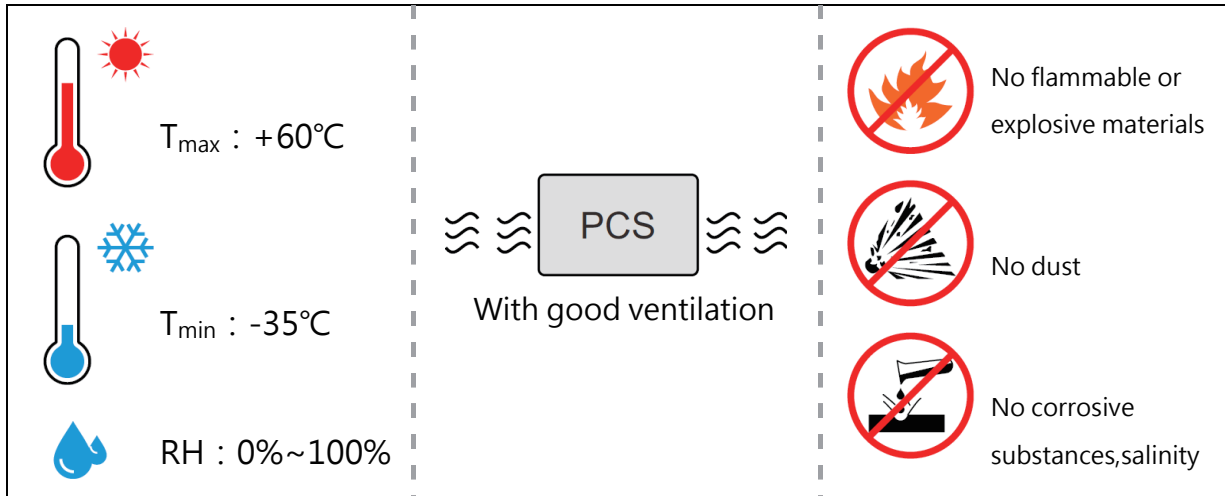 Tmax：+60℃
Tmin：-35℃
RH：0%~100%
PCS
With good ventilation
No flammable or
explosive materials
No dust
No corrosive
substances,salinity